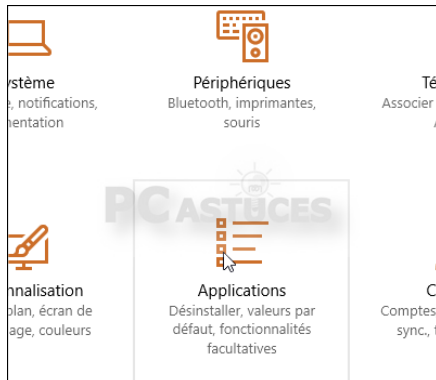 ystème
Périphériques
Té
e, notifications,
Bluetooth, imprimantes,
Associer
mentation
souris
PC ASTUCES
nnalisation
Applications
C
plan, écran de
Désinstaller, valeurs par
Comptes
age, couleurs
défaut, fonctionnalités
sync., t
facultatives